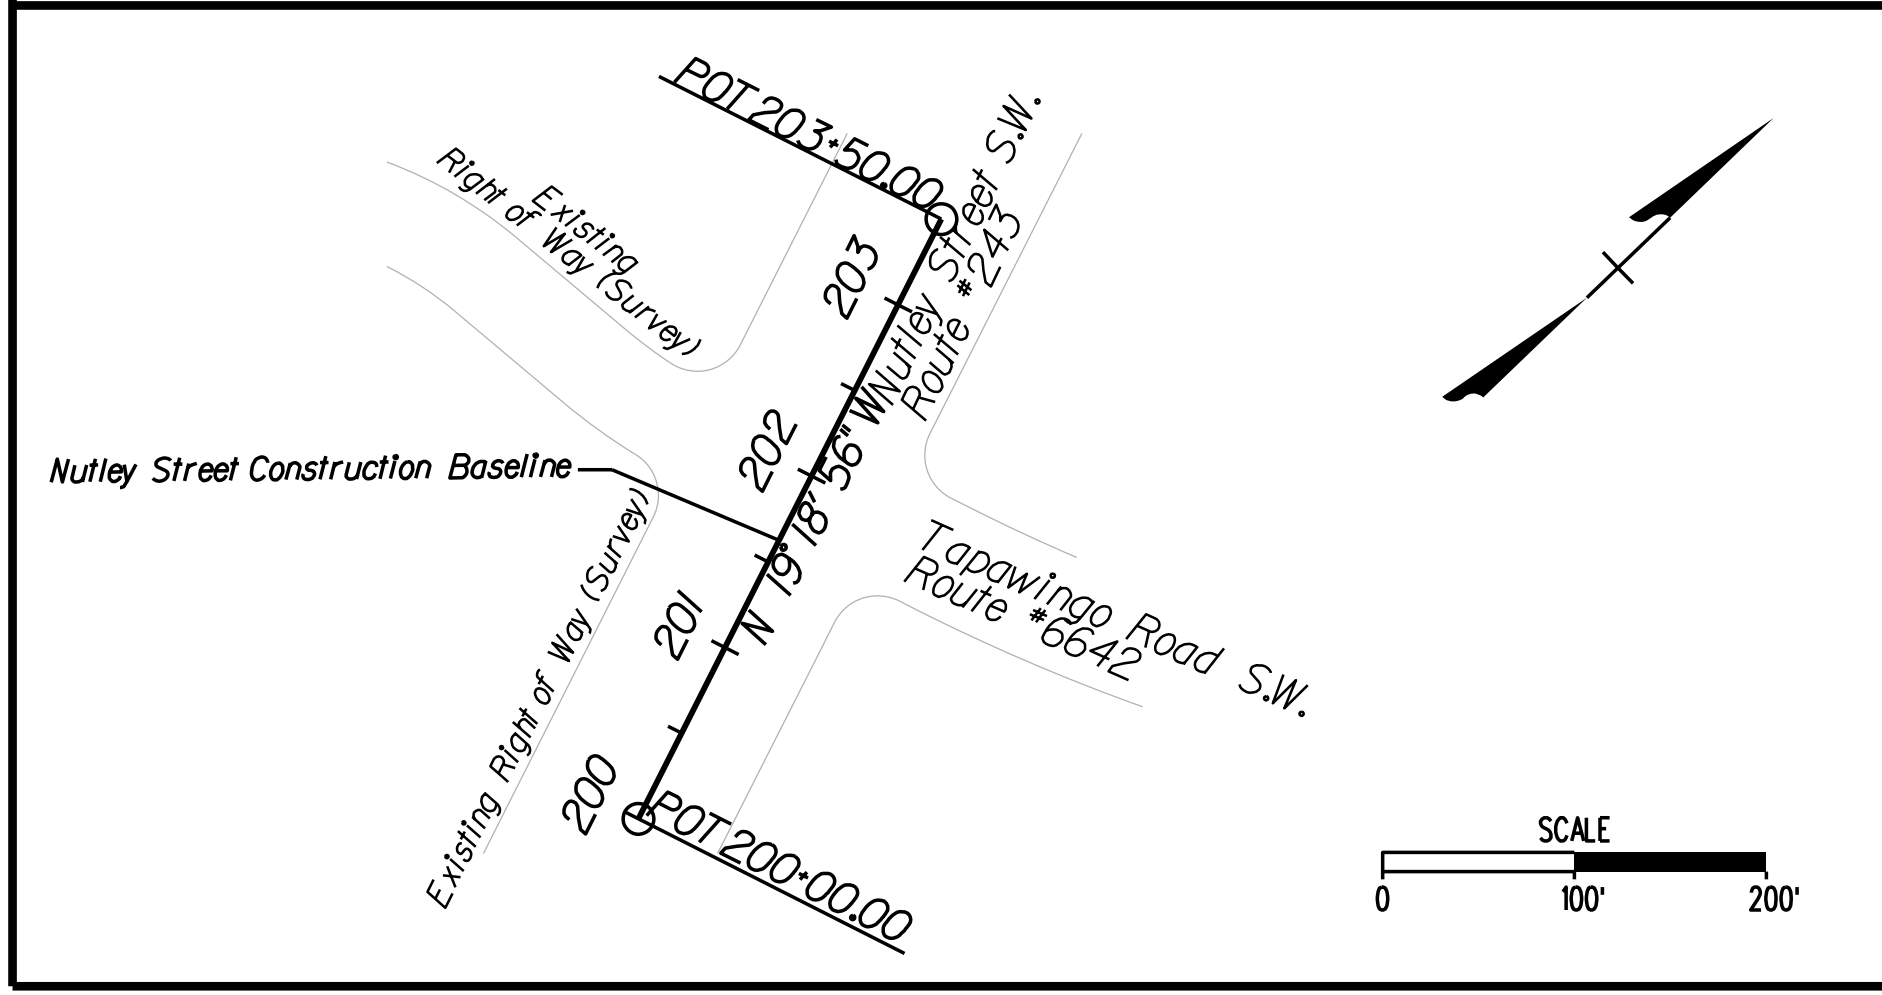 POT 203+50.00
Nutley Street S.W.
Route #243
Existing
Right of Way (Survey)
203
202
N 19°18'56" W
Nutley Street Construction Baseline
Tapawingo Road S.W.
Route #6642
201
Existing Right of Way (Survey)
200
POT 200+00.00
SCALE
0 100' 200'